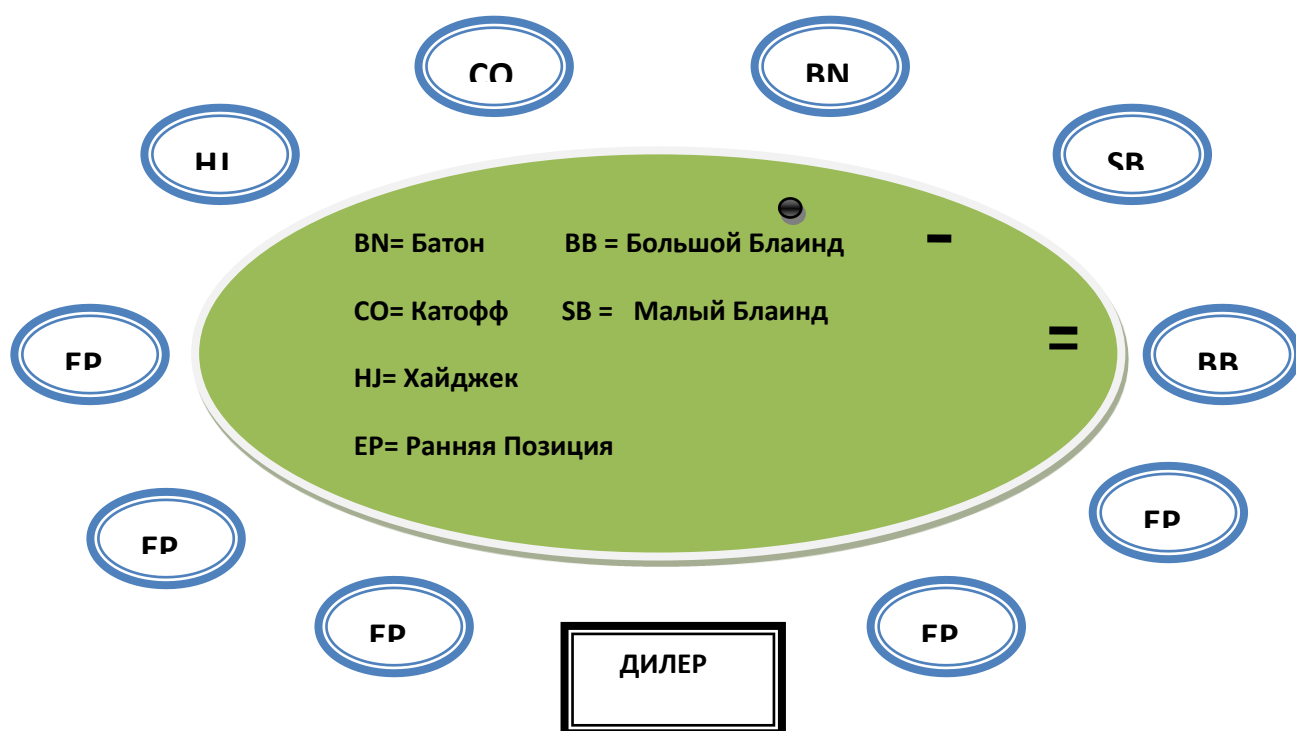 CO BN
HJ SB
BN= Батон BB = Большой Блаинд
CO= Катофф SB = Малый Блаинд
EP BB
HJ= Хайджек
EP= Ранняя Позиция
EP EP
EP EP
ДИЛЕР